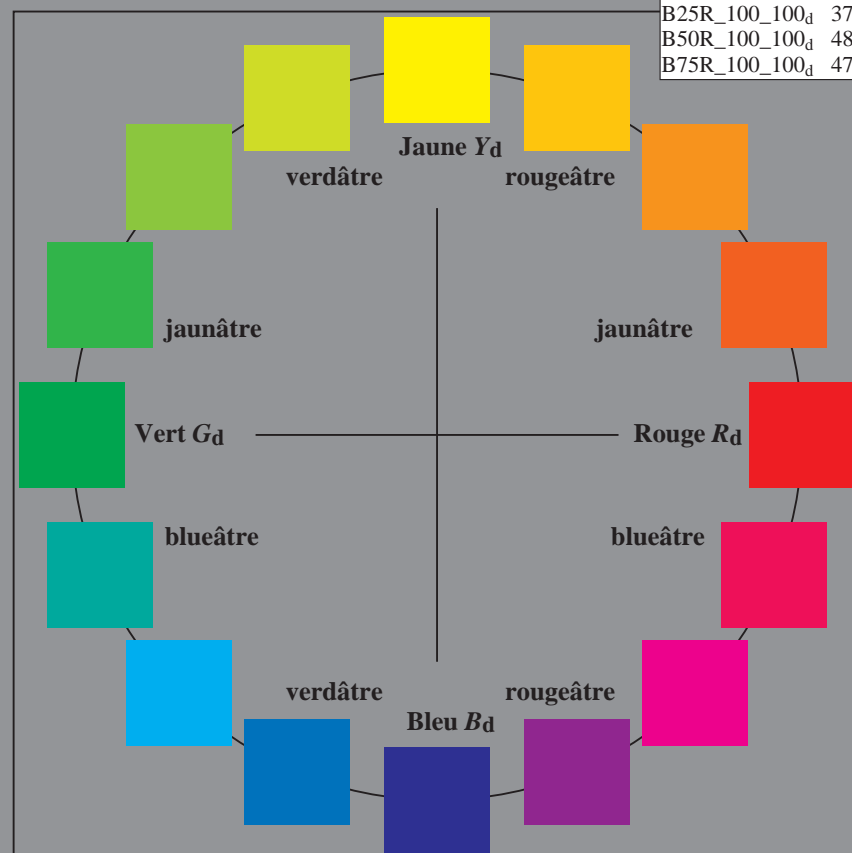 B25R_100_100d 37
B50R_100_100d 48
B75R_100_100d 47
Jaune Yd
verdâtre rougeâtre
jaunâtre jaunâtre
Vert Gd Rouge Rd
blueâtre blueâtre
verdâtre rougeâtre
Bleu Bd